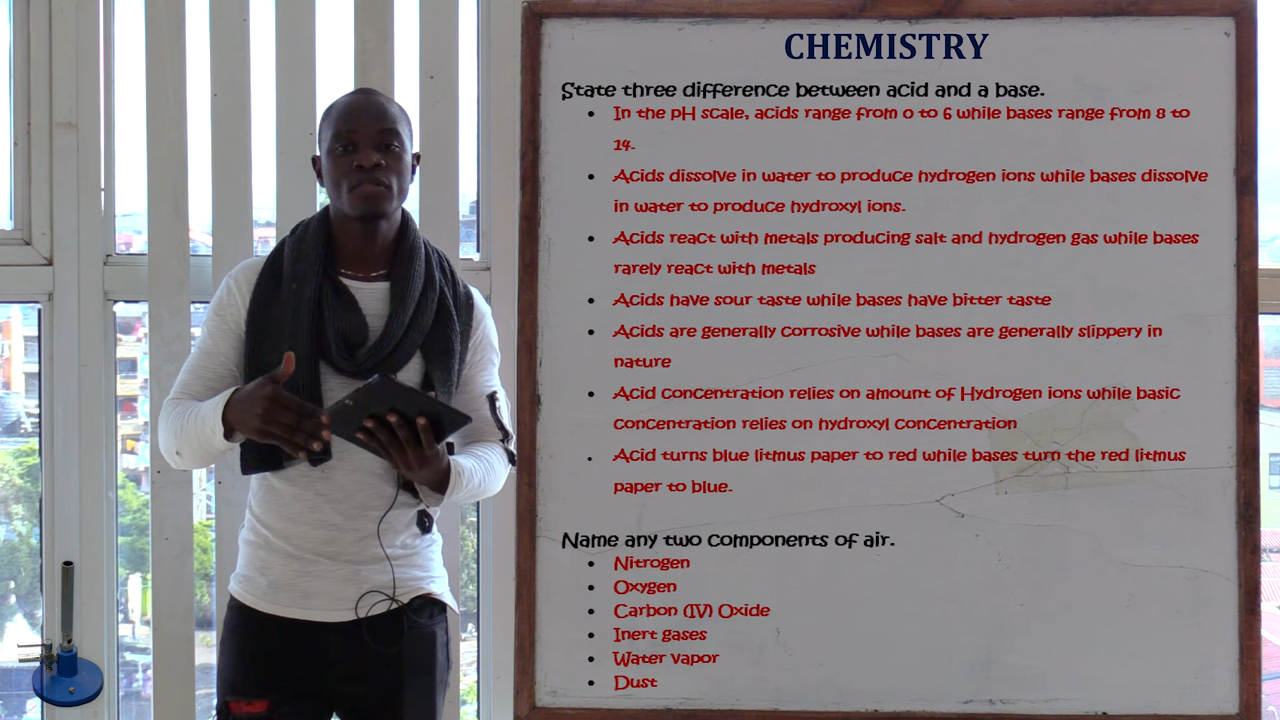 CHEMISTRY
State three difference between acid and a base.
• In the pH scale, acids range from 0 to 6 while bases range from 8 to
14.
• Acids dissolve in water to produce hydrogen ions while bases dissolve
in water to produce hydroxyl ions.
• Acids react with metals producing salt and hydrogen gas while bases
rarely react with metals
• Acids have sour taste while bases have bitter taste
• Acids are generally corrosive while bases are generally slippery in
nature
• Acid concentration relies on amount of Hydrogen ions while basic
concentration relies on hydroxyl concentration
. Acid turns blue litmus paper to red while bases turn the red litmus
paper to blue.
Name any two components of air.
• Nitrogen
• Oxygen
• Carbon (IV) Oxide
• Inert gases
• Water vapor
• Dust